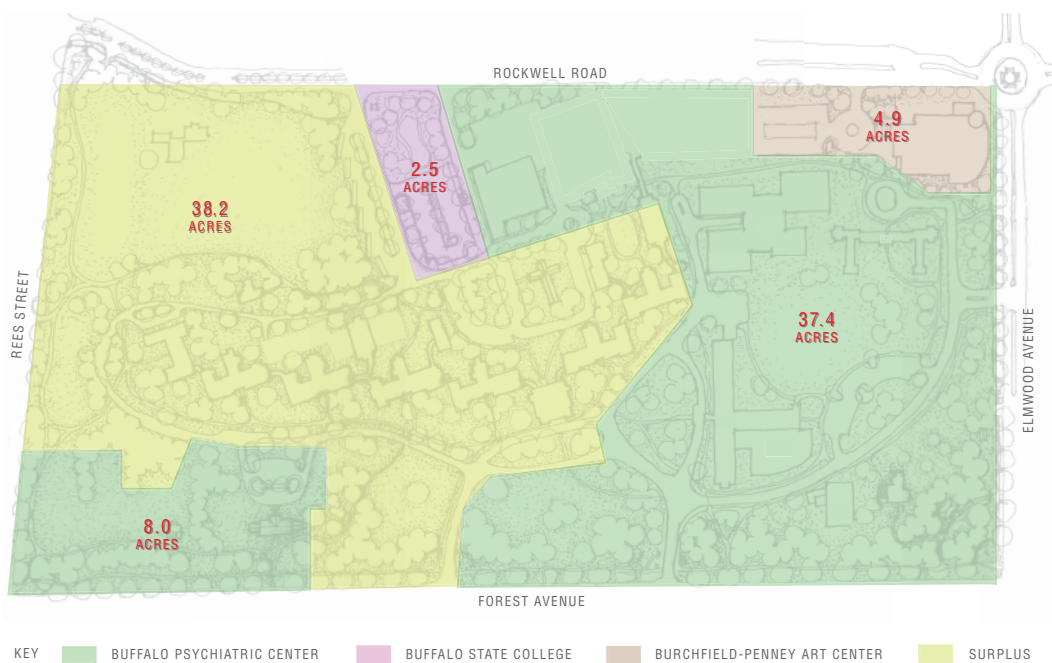 ROCKWELL ROAD
4.9
ACRES
2.5
ACRES
38.2
ACRES
REES STREET
37.4
ACRES
ELMWOOD AVENUE
8.0
ACRES
FOREST AVENUE
KEY
BUFFALO PSYCHIATRIC CENTER
BUFFALO STATE COLLEGE
BURCHFIELD-PENNEY ART CENTER
SURPLUS